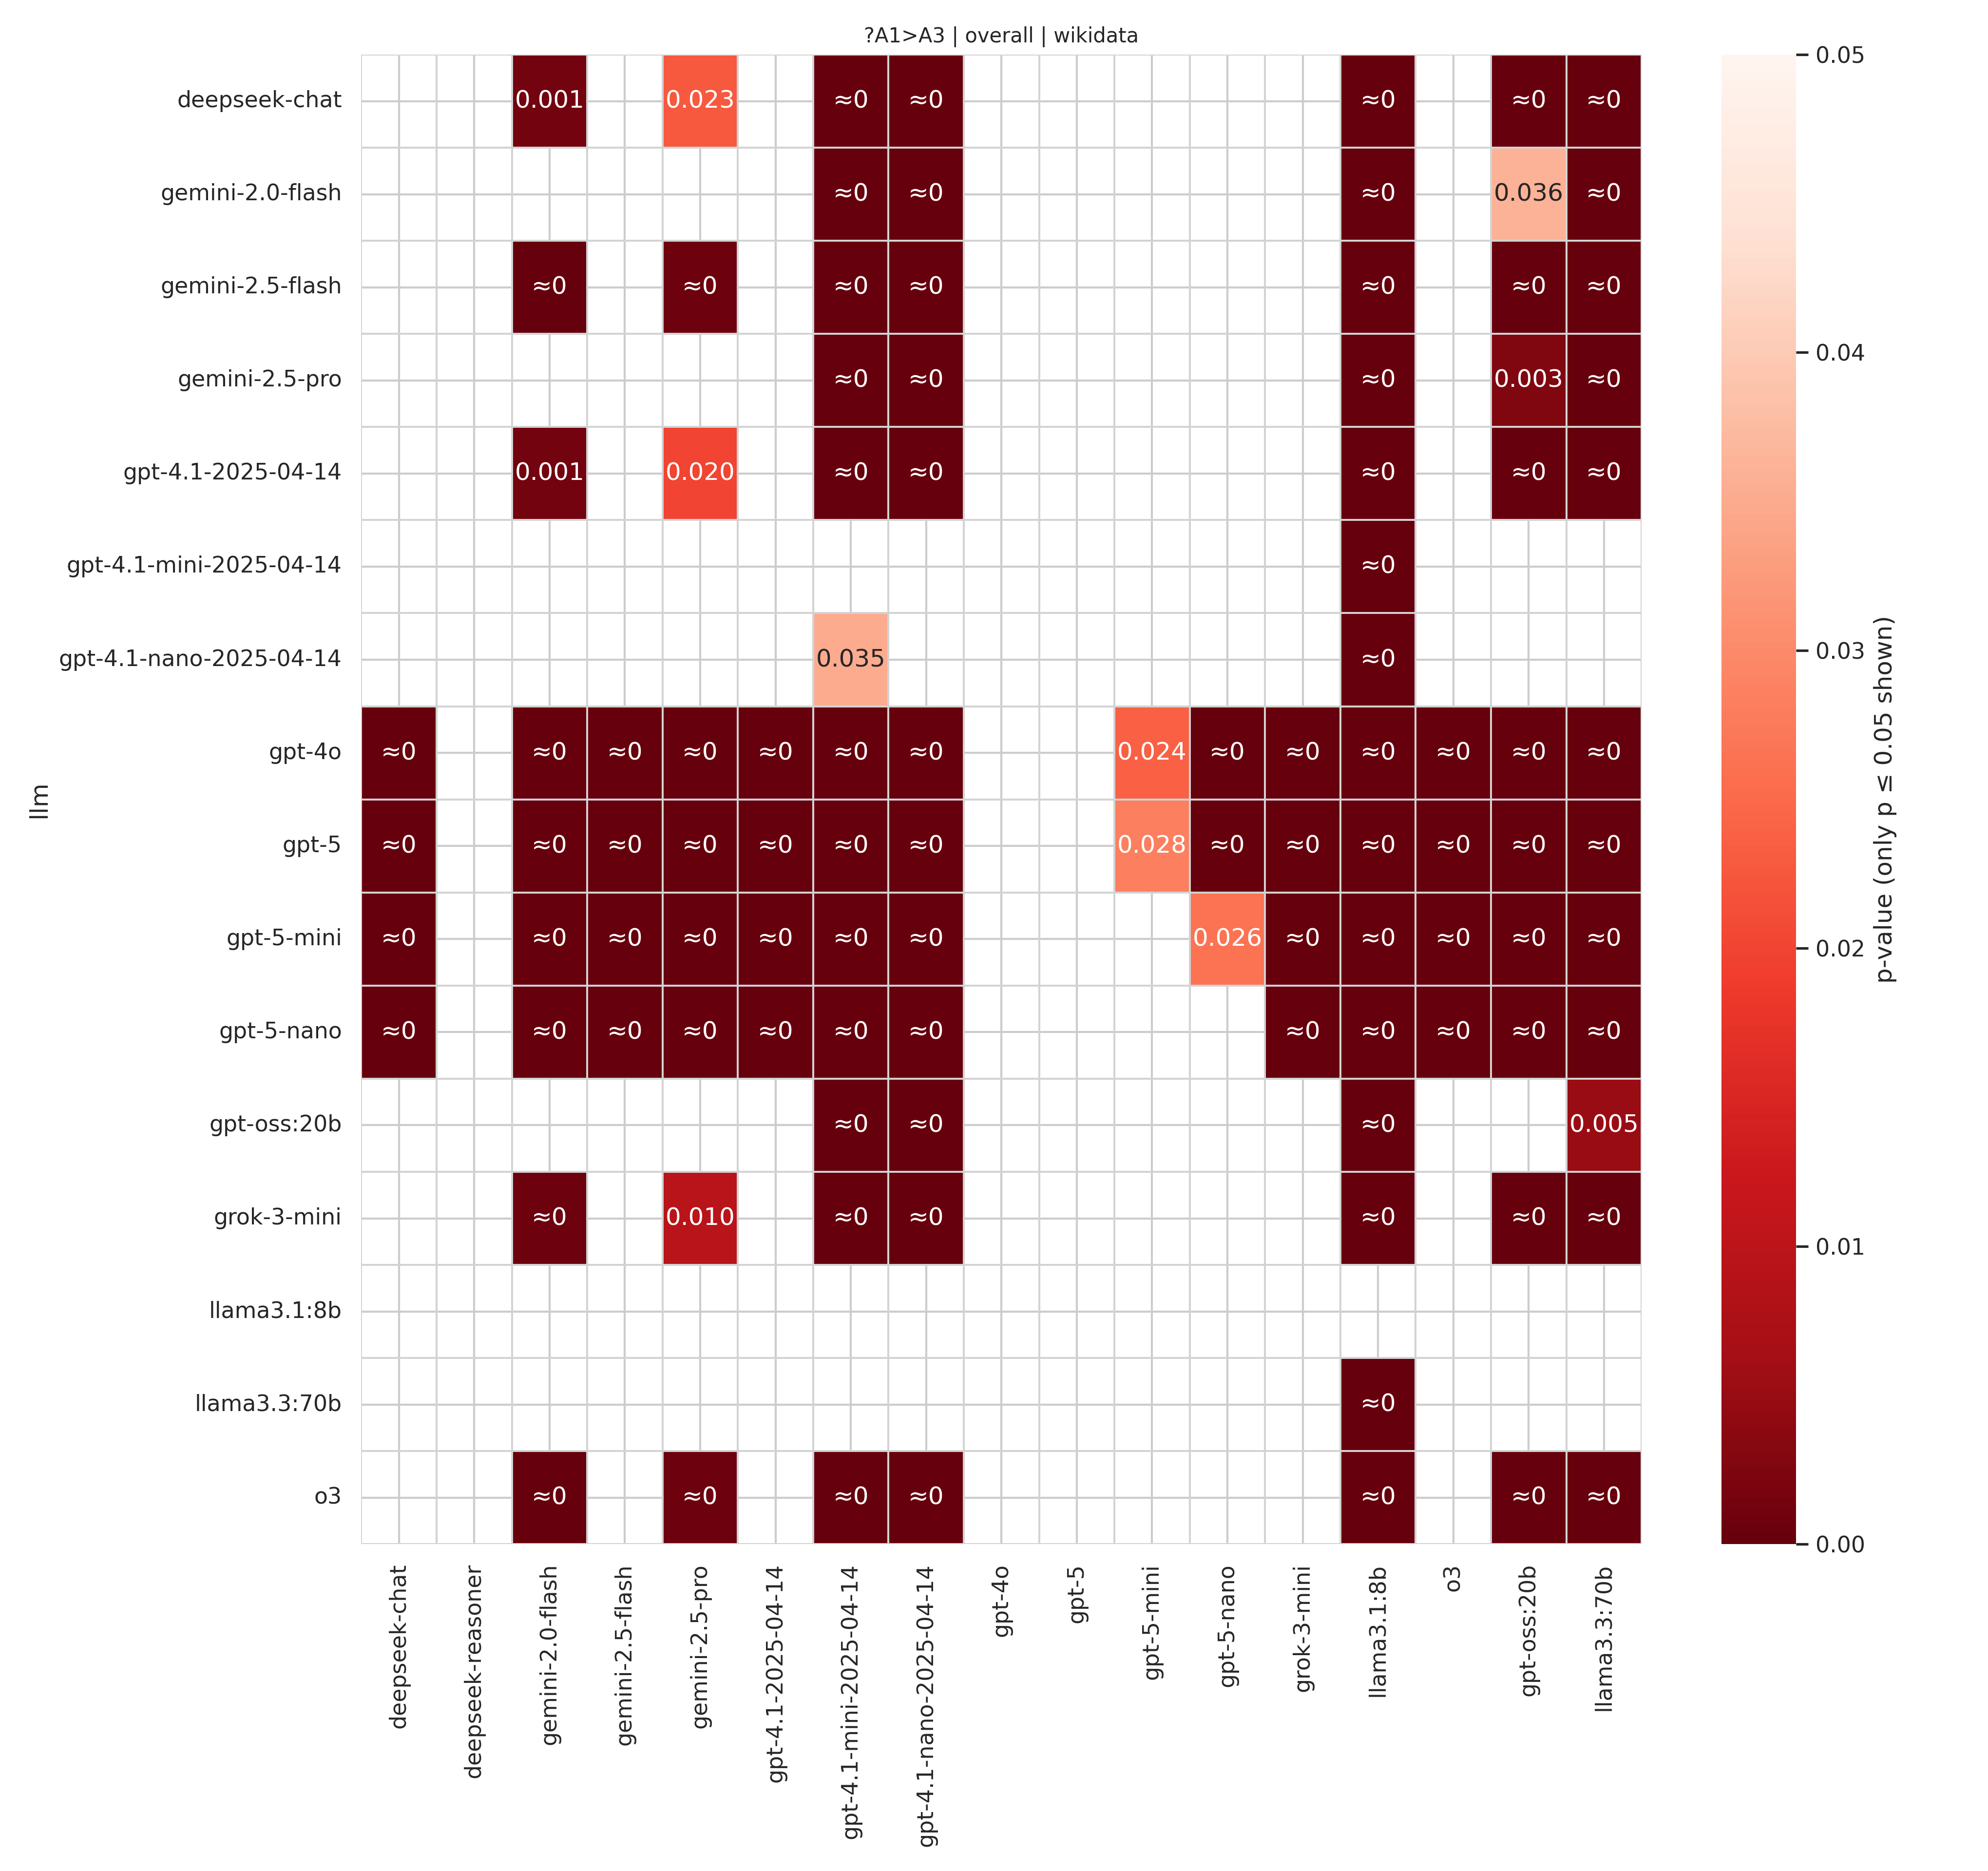 ?A1>A3 | overall | wikidata
deepseek-chat 0.001 0.023 ≈0 ≈0 ≈0 ≈0 ≈0
gemini-2.0-flash ≈0 ≈0 ≈0 0.036 ≈0
gemini-2.5-flash ≈0 ≈0 ≈0 ≈0 ≈0 ≈0 ≈0
gemini-2.5-pro ≈0 ≈0 ≈0 0.003 ≈0
gpt-4.1-2025-04-14 0.001 0.020 ≈0 ≈0 ≈0 ≈0 ≈0
gpt-4.1-mini-2025-04-14 ≈0
gpt-4.1-nano-2025-04-14 0.035 ≈0
gpt-4o ≈0 ≈0 ≈0 ≈0 ≈0 ≈0 ≈0 0.024 ≈0 ≈0 ≈0 ≈0 ≈0 ≈0
gpt-5 ≈0 ≈0 ≈0 ≈0 ≈0 ≈0 ≈0 0.028 ≈0 ≈0 ≈0 ≈0 ≈0 ≈0
gpt-5-mini ≈0 ≈0 ≈0 ≈0 ≈0 ≈0 ≈0 0.026 ≈0 ≈0 ≈0 ≈0 ≈0
gpt-5-nano ≈0 ≈0 ≈0 ≈0 ≈0 ≈0 ≈0 ≈0 ≈0 ≈0 ≈0 ≈0
gpt-oss:20b ≈0 ≈0 ≈0 0.005
grok-3-mini ≈0 0.010 ≈0 ≈0 ≈0 ≈0 ≈0
llama3.1:8b
llama3.3:70b ≈0
o3 ≈0 ≈0 ≈0 ≈0 ≈0 ≈0 ≈0
llm
deepseek-chat
deepseek-reasoner
gemini-2.0-flash
gemini-2.5-flash
gemini-2.5-pro
gpt-4.1-2025-04-14
gpt-4.1-mini-2025-04-14
gpt-4.1-nano-2025-04-14
gpt-4o
gpt-5
gpt-5-mini
gpt-5-nano
grok-3-mini
llama3.1:8b
o3
gpt-oss:20b
llama3.3:70b
0.05
0.04
0.03
0.02
0.01
0.00
p-value (only p ≤ 0.05 shown)